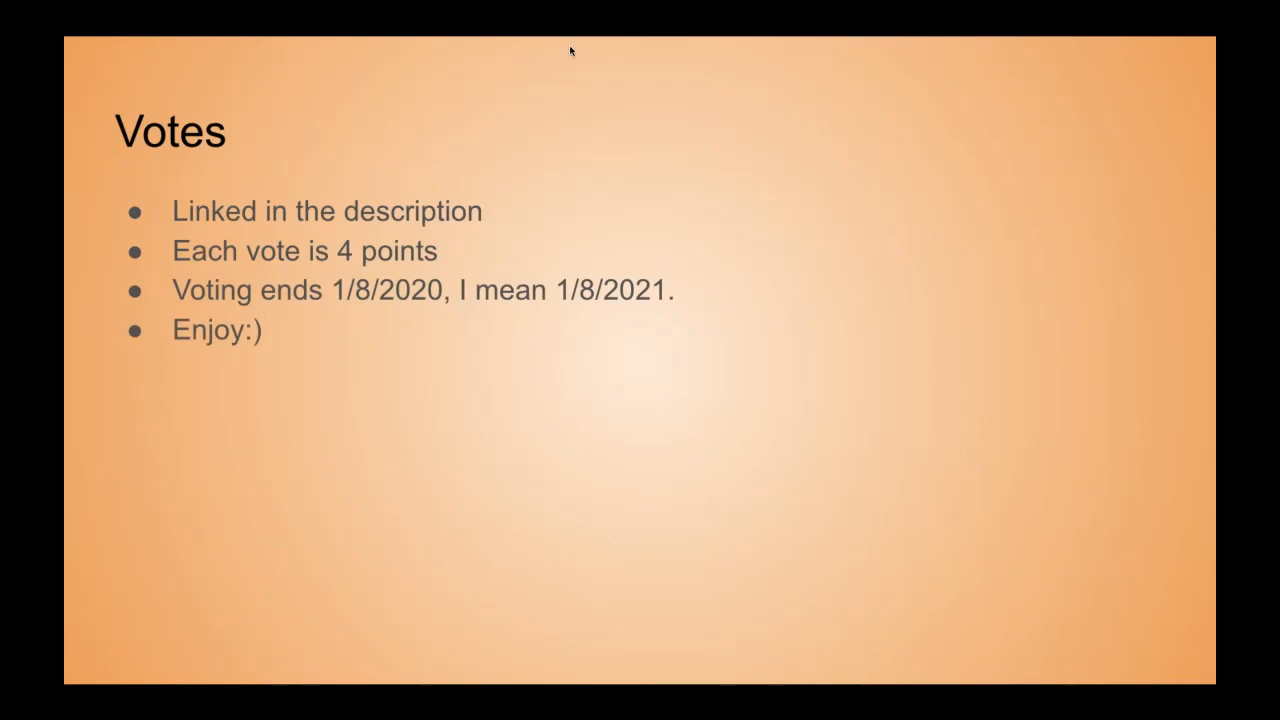 Votes
● Linked in the description
● Each vote is 4 points
● Voting ends 1/8/2020, I mean 1/8/2021.
● Enjoy:)